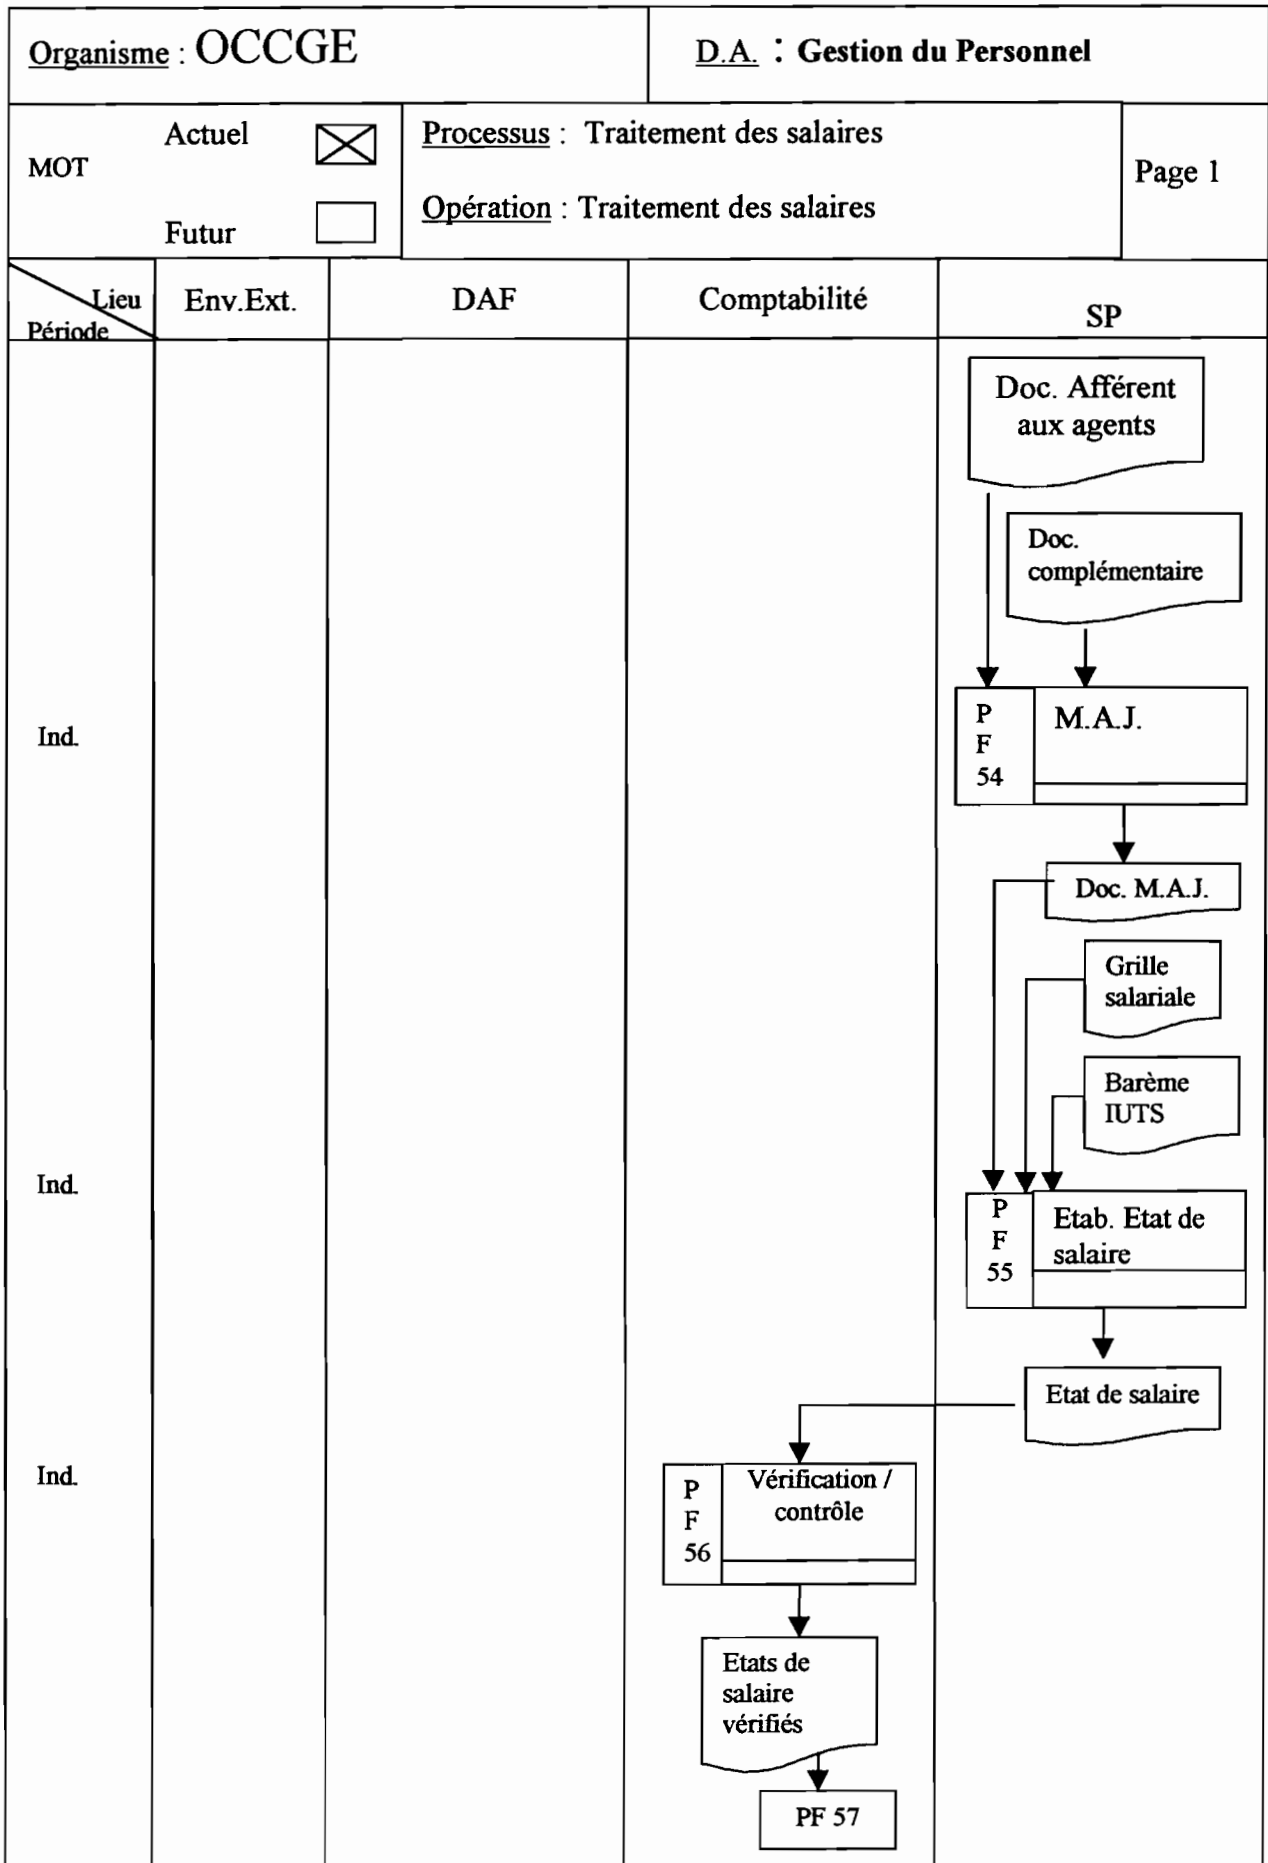 Organisme : OCCGE
D.A. : Gestion du Personnel
MOT
Actuel
Futur
Processus : Traitement des salaires
Opération : Traitement des salaires
Page 1
Lieu
Période
Env.Ext.
DAF
Comptabilité
SP
Doc. Afférent
aux agents
Doc.
complémentaire
Ind.
P
F
54
M.A.J.
Doc. M.A.J.
Grille
salariale
Barème
IUTS
Ind.
P
F
55
Etab. Etat de
salaire
Etat de salaire
Ind.
P
F
56
Vérification /
contrôle
Etats de
salaire
vérifiés
PF 57